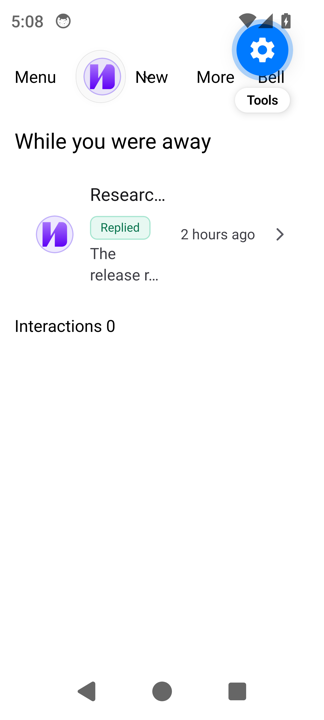 5:08
Menu
New
More
Bell
Tools
While you were away
Researc...
Replied
2 hours ago
The
release r...
Interactions 0